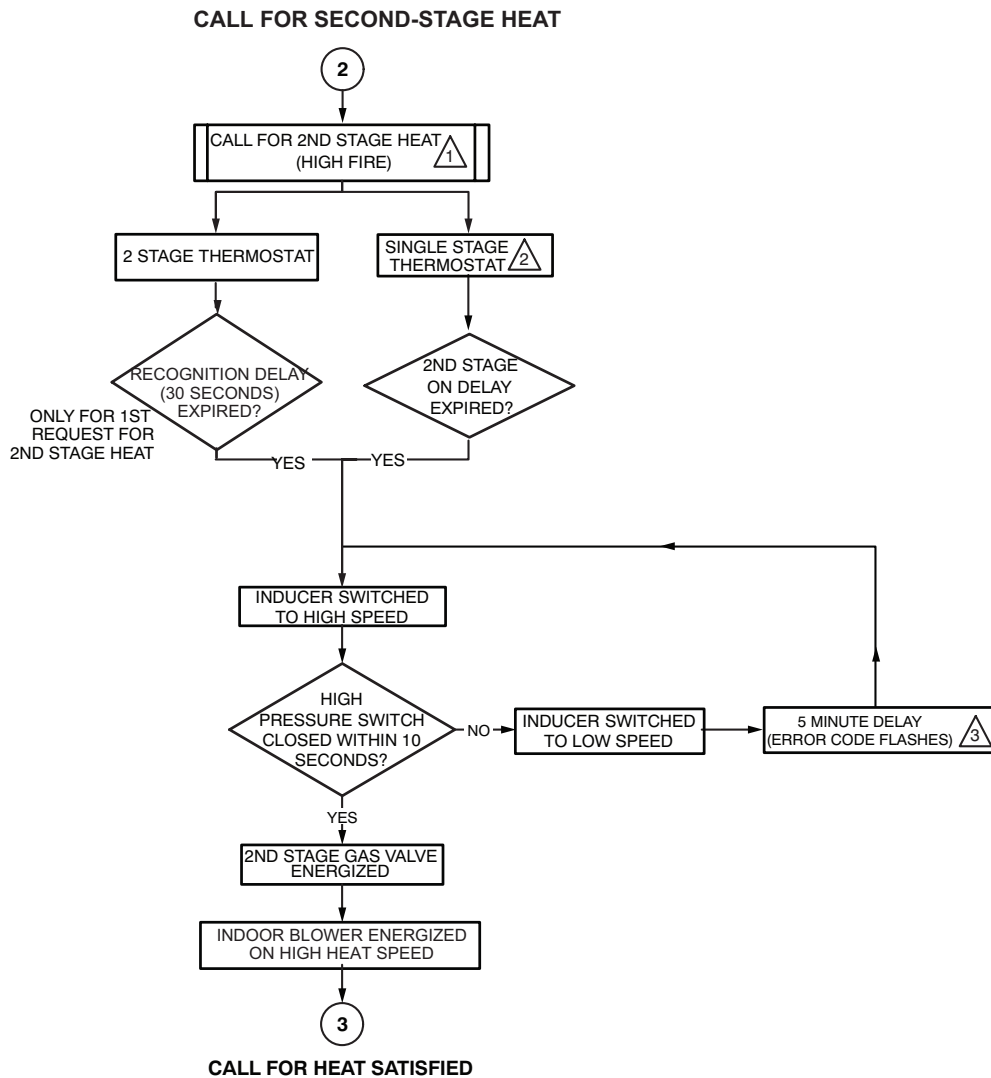 CALL FOR SECOND-STAGE HEAT
2
CALL FOR 2ND STAGE HEAT
(HIGH FIRE)
1
2 STAGE THERMOSTAT
SINGLE STAGE
THERMOSTAT
2
RECOGNITION DELAY
(30 SECONDS)
EXPIRED?
2ND STAGE
ON DELAY
EXPIRED?
ONLY FOR 1ST
REQUEST FOR
2ND STAGE HEAT
YES
YES
INDUCER SWITCHED
TO HIGH SPEED
HIGH
PRESSURE SWITCH
CLOSED WITHIN 10
SECONDS?
NO
INDUCER SWITCHED
TO LOW SPEED
5 MINUTE DELAY
(ERROR CODE FLASHES)
3
YES
2ND STAGE GAS VALVE
ENERGIZED
INDOOR BLOWER ENERGIZED
ON HIGH HEAT SPEED
3
CALL FOR HEAT SATISFIED